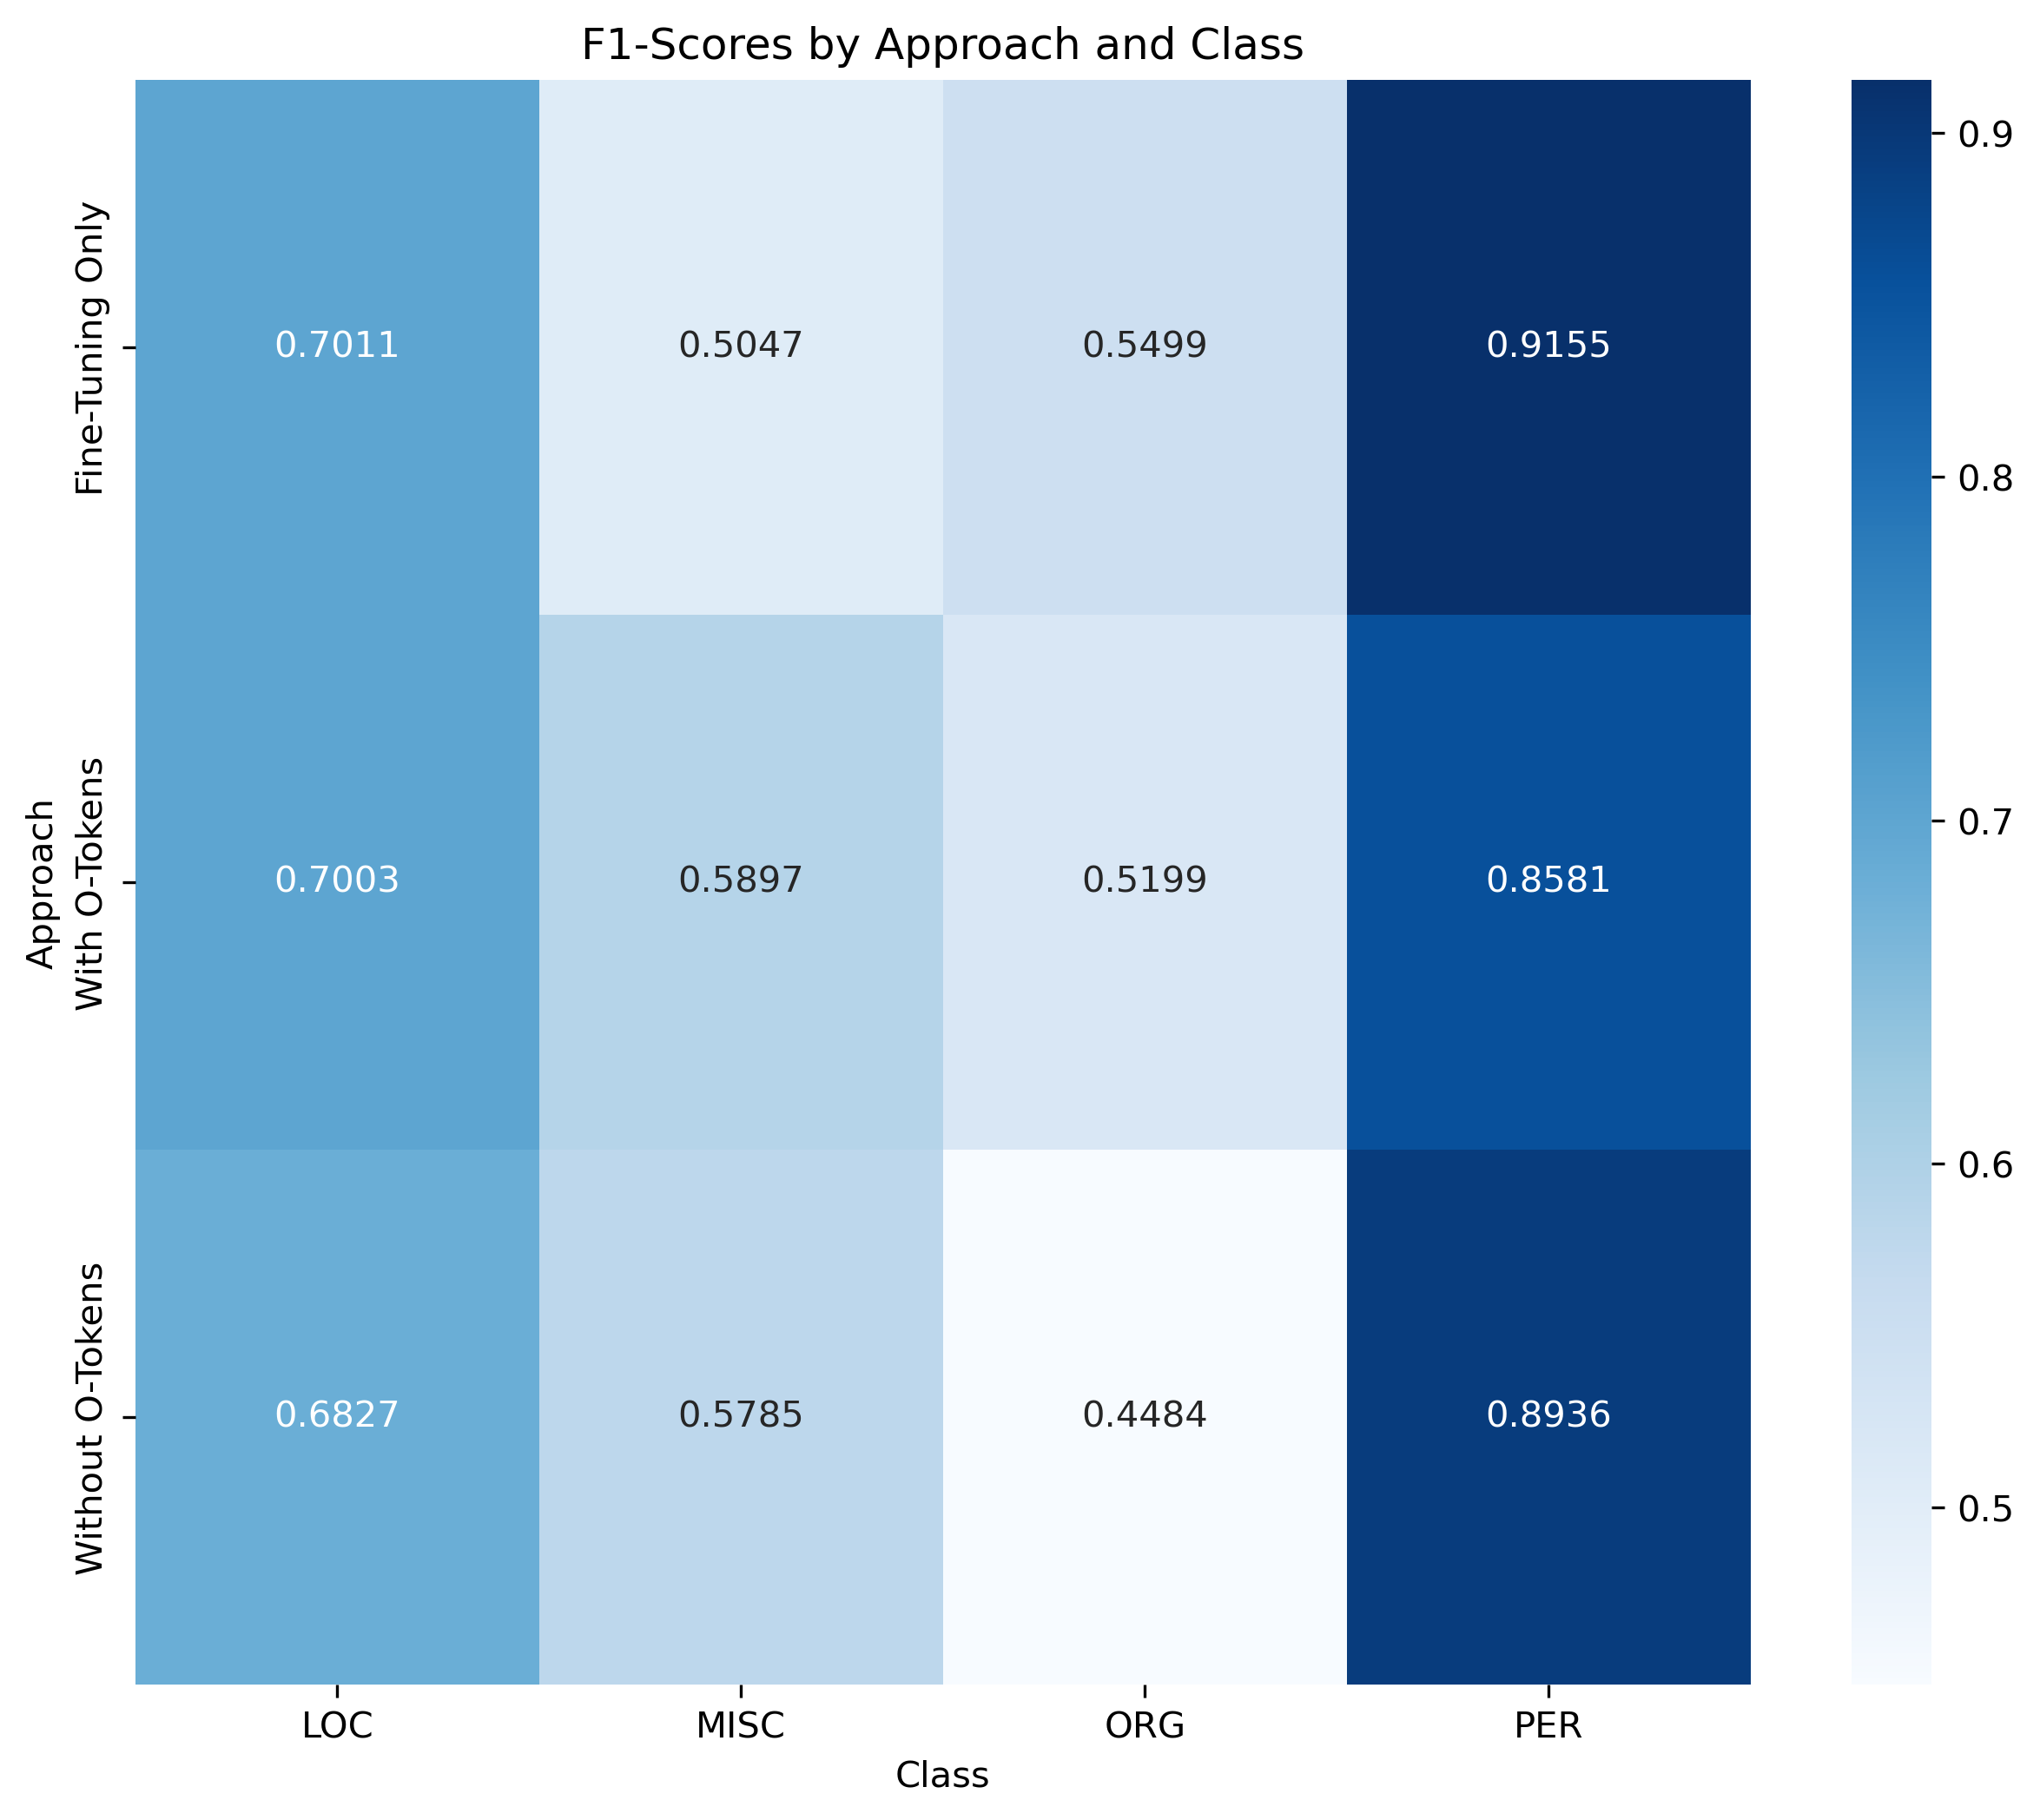 F1-Scores by Approach and Class
Approach
Fine-Tuning Only
0.7011 0.5047 0.5499 0.9155
With O-Tokens
0.7003 0.5897 0.5199 0.8581
Without O-Tokens
0.6827 0.5785 0.4484 0.8936
LOC MISC ORG PER
Class
0.9
0.8
0.7
0.6
0.5